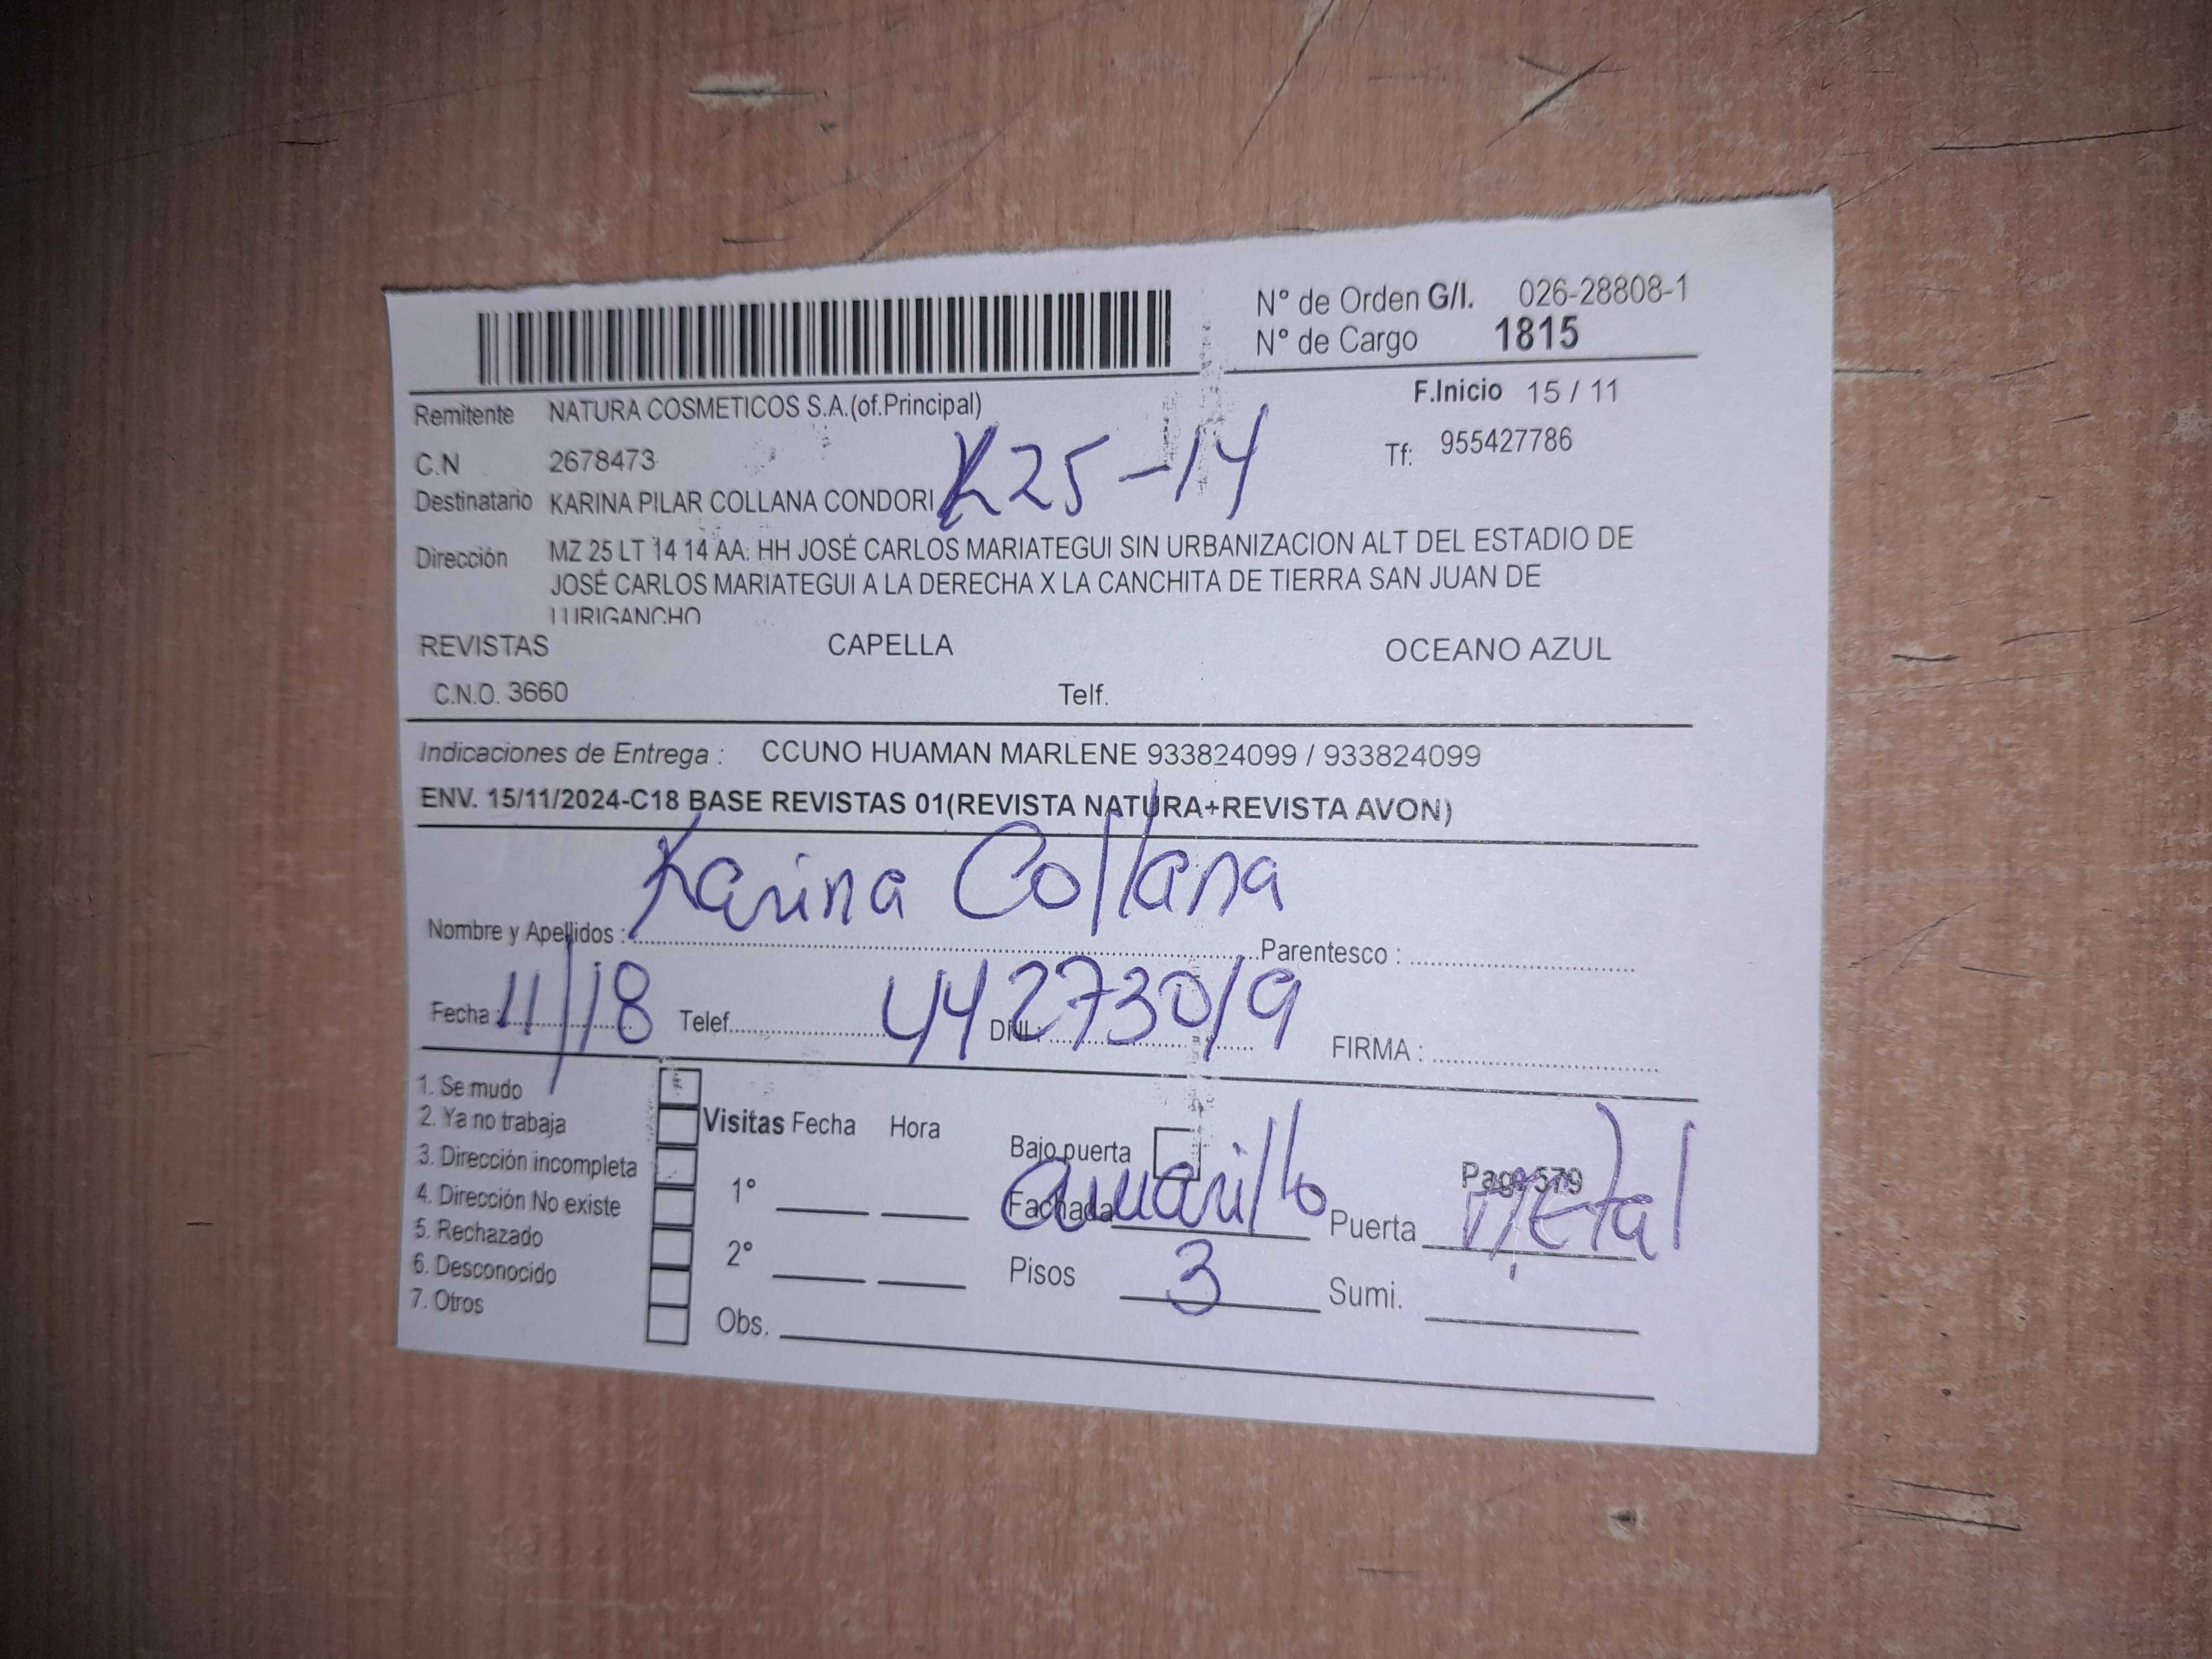 N° de Orden G/I. 026-28808-1
N° de Cargo 1815
F.Inicio 15 / 11
Remitente NATURA COSMETICOS S.A.(of.Principal)
C.N 2678473
K25-14
Tf: 955427786
Destinatario KARINA PILAR COLLANA CONDORI
Dirección MZ 25 LT 14 14 AA: HH JOSÉ CARLOS MARIATEGUI SIN URBANIZACION ALT DEL ESTADIO DE
JOSÉ CARLOS MARIATEGUI A LA DERECHA X LA CANCHITA DE TIERRA SAN JUAN DE
LURIGANCHO
REVISTAS CAPELLA OCEANO AZUL
C.N.O. 3660 Telf.
Indicaciones de Entrega : CCUNO HUAMAN MARLENE 933824099 / 933824099
ENV. 15/11/2024-C18 BASE REVISTAS 01(REVISTA NATURA+REVISTA AVON)
Nombre y Apellidos : Karina Collana Parentesco :
Fecha : 11/18 Telef. DNI : 44273019 FIRMA :
1. Se mudo
2. Ya no trabaja
3. Dirección incompleta
4. Dirección No existe
5. Rechazado
6. Desconocido
7. Otros
Visitas Fecha Hora
1°
2°
Obs.
Bajo puerta
Page 579
Fachada amarillo Puerta Metal
Pisos 3 Sumi.